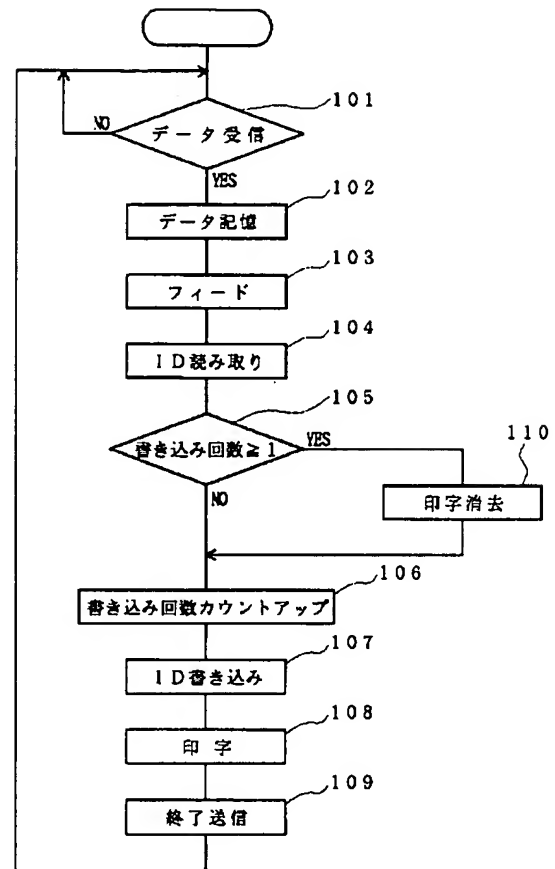 101
NO
データ受信
YES
102
データ記憶
103
フィード
104
ID読み取り
105
書き込み回数≧1
YES
110
NO
印字消去
106
書き込み回数カウントアップ
107
ID書き込み
108
印 字
109
終了送信